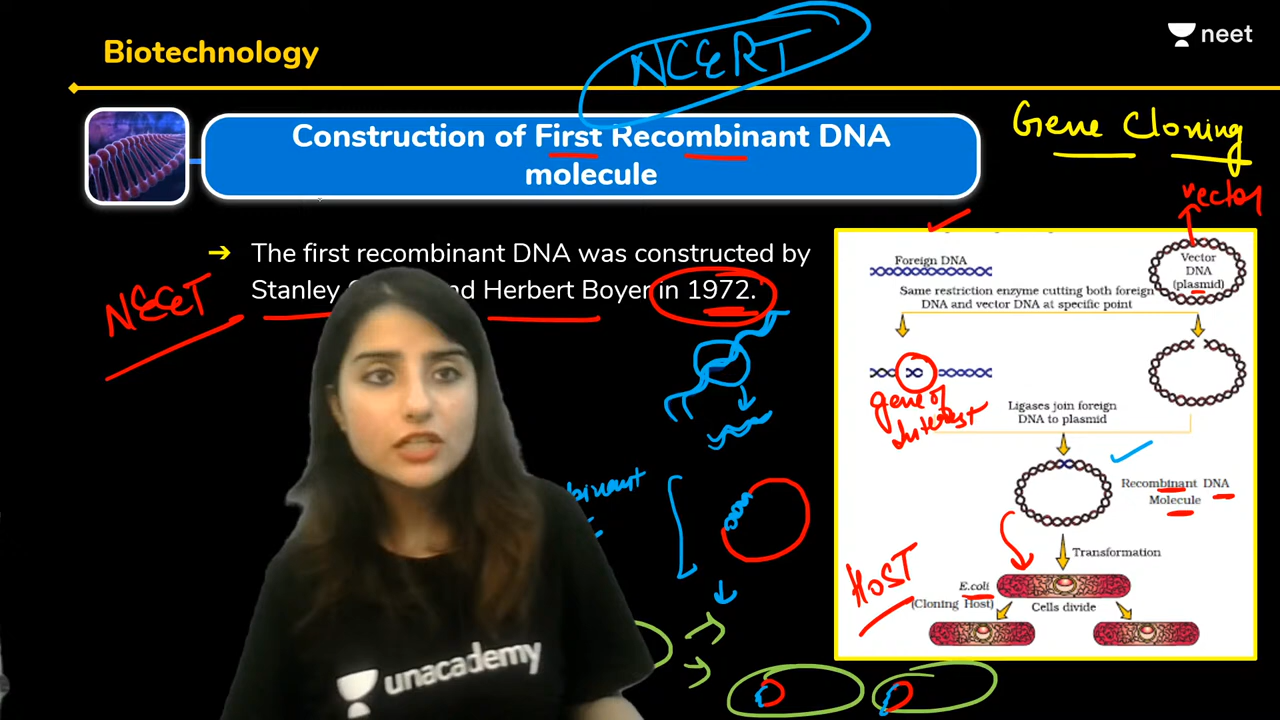 NCERT
neet
Biotechnology
Construction of First Recombinant DNA
molecule
Gene Cloning
vector
➔ The first recombinant DNA was constructed by
Stanley
Herbert Boyer in 1972.
Foreign DNA
Vector
DNA
(plasmid)
Same restriction enzyme cutting both foreign
DNA and vector DNA at specific point
gene of
Interest
Ligases join foreign
DNA to plasmid
Recombinant DNA
Molecule
Transformation
HOST
E.coli
(Cloning Host)
Cells divide
unacademy